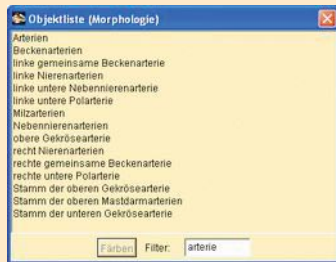 Objektliste (Morphologie)
Arterien
Beckenarterien
linke gemeinsame Beckenarterie
linke Nierenarterien
linke untere Nebennierenarterie
linke untere Polarterie
Milzarterien
Nebennierenarterien
obere Gekrösearterie
recht Nierenarterien
rechte gemeinsame Beckenarterie
rechte untere Polarterie
Stamm der oberen Gekrösearterie
Stamm der oberen Mastdarmarterien
Stamm der unteren Gekrösearterie
Färben Filter: arterie